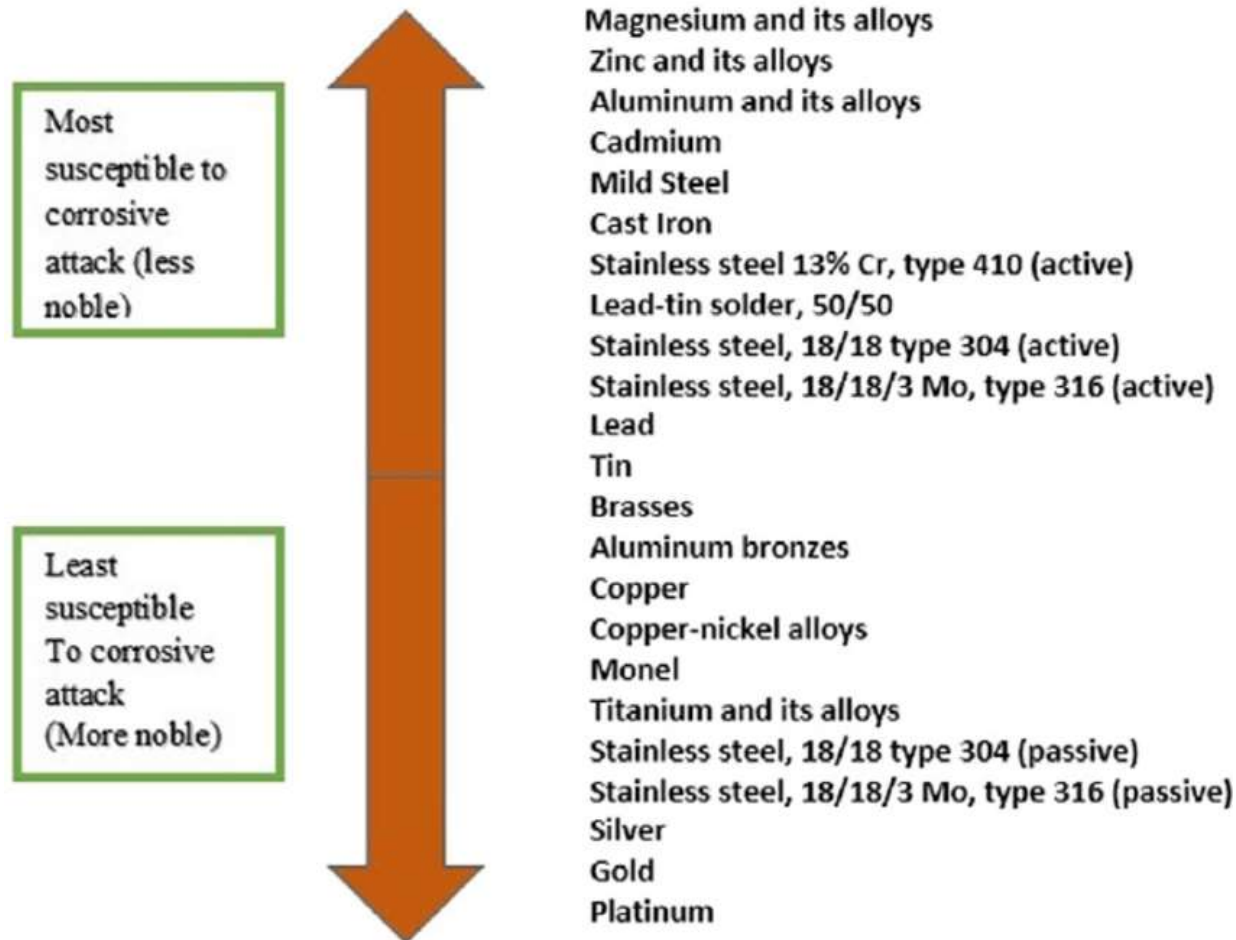 Most
susceptible to
corrosive
attack (less
noble)
Least
susceptible
To corrosive
attack
(More noble)
Magnesium and its alloys
Zinc and its alloys
Aluminum and its alloys
Cadmium
Mild Steel
Cast Iron
Stainless steel 13% Cr, type 410 (active)
Lead-tin solder, 50/50
Stainless steel, 18/18 type 304 (active)
Stainless steel, 18/18/3 Mo, type 316 (active)
Lead
Tin
Brasses
Aluminum bronzes
Copper
Copper-nickel alloys
Monel
Titanium and its alloys
Stainless steel, 18/18 type 304 (passive)
Stainless steel, 18/18/3 Mo, type 316 (passive)
Silver
Gold
Platinum